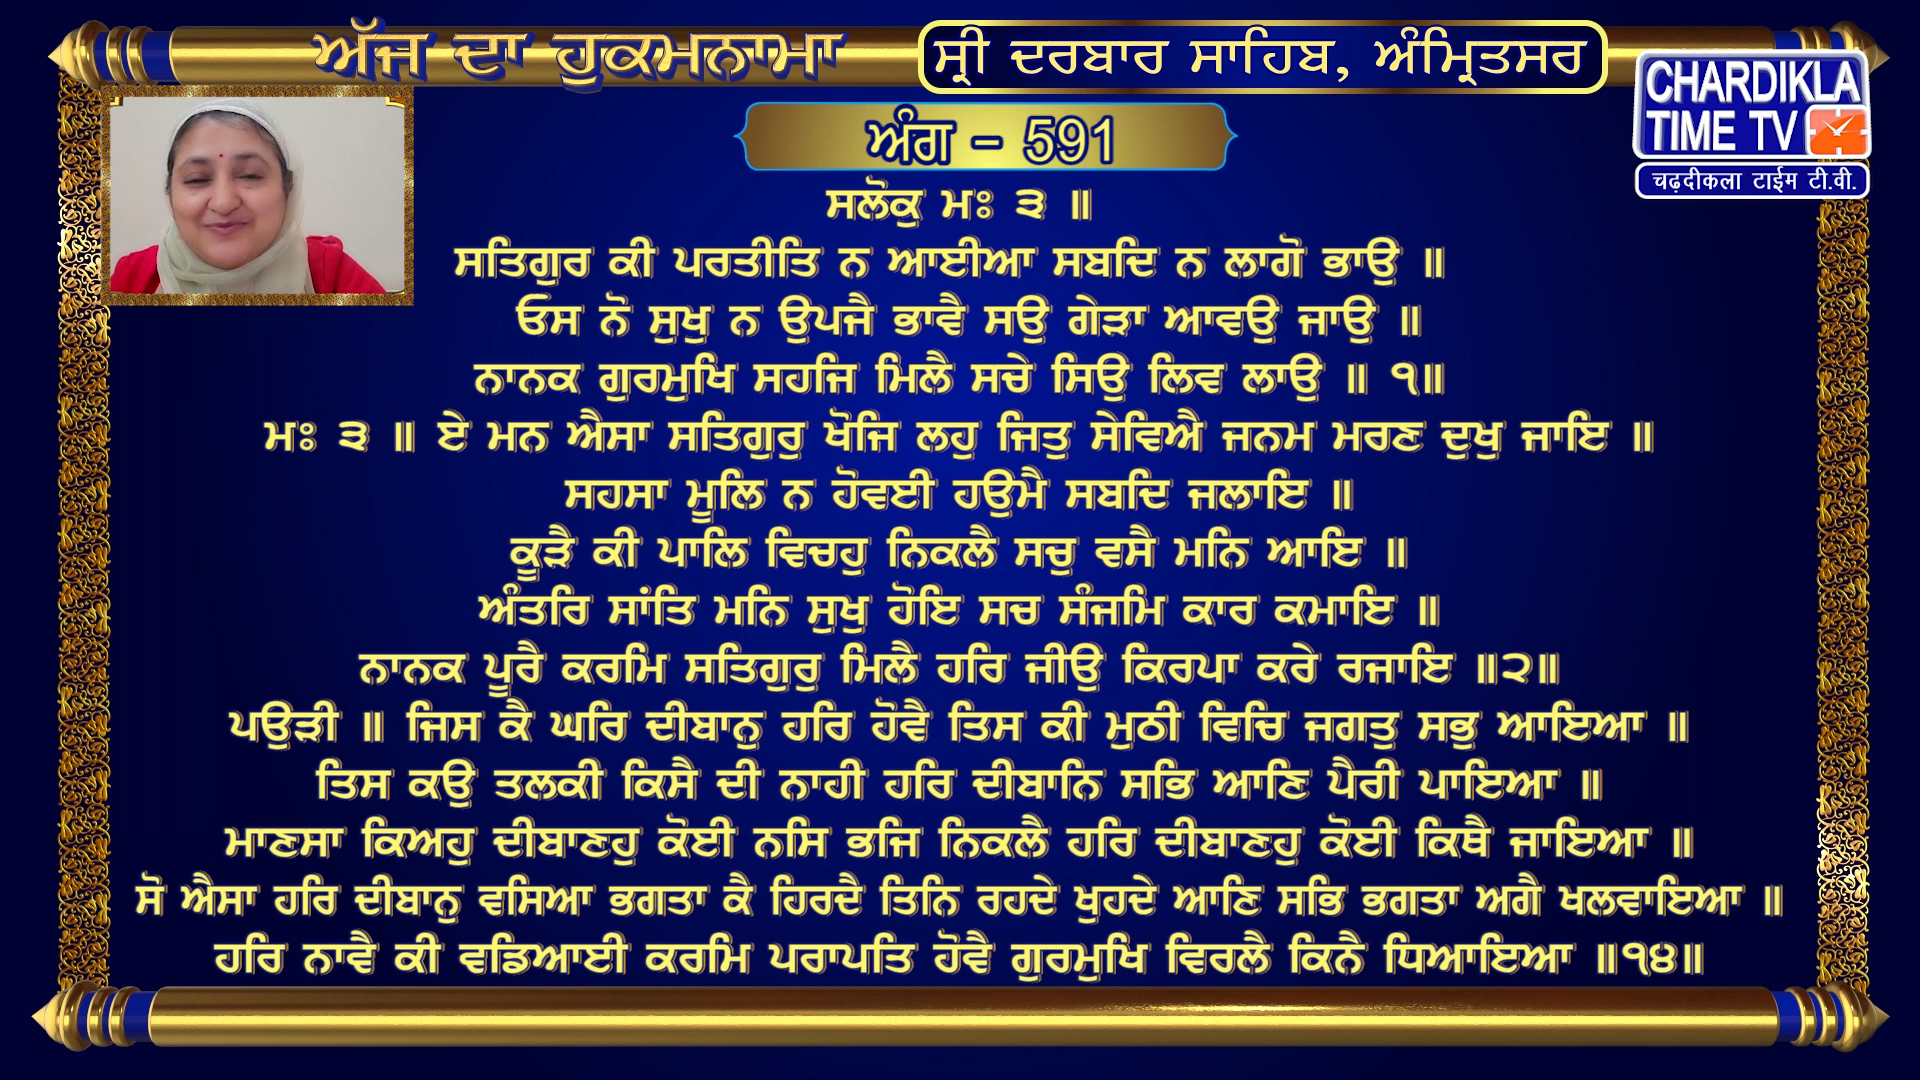 ਅੱਜ ਦਾ ਹੁਕਮਨਾਮਾ
ਸ੍ਰੀ ਦਰਬਾਰ ਸਾਹਿਬ, ਅੰਮ੍ਰਿਤਸਰ
CHARDIKLA
TIME TV
चढ़दीकला टाईम टी.वी.
ਅੰਗ - 591
ਸਲੋਕੁ ਮਃ ੩ ॥
ਸਤਿਗੁਰ ਕੀ ਪਰਤੀਤਿ ਨ ਆਈਆ ਸਬਦਿ ਨ ਲਾਗੋ ਭਾਉ ॥
ਓਸ ਨੋ ਸੁਖੁ ਨ ਉਪਜੈ ਭਾਵੈ ਸਉ ਗੇੜਾ ਆਵਉ ਜਾਉ ॥
ਨਾਨਕ ਗੁਰਮੁਖਿ ਸਹਜਿ ਮਿਲੈ ਸਚੇ ਸਿਉ ਲਿਵ ਲਾਉ ॥ ੧॥
ਮਃ ੩ ॥ ਏ ਮਨ ਐਸਾ ਸਤਿਗੁਰੁ ਖੋਜਿ ਲਹੁ ਜਿਤੁ ਸੇਵਿਐ ਜਨਮ ਮਰਣ ਦੁਖੁ ਜਾਇ ॥
ਸਹਸਾ ਮੂਲਿ ਨ ਹੋਵਈ ਹਉਮੈ ਸਬਦਿ ਜਲਾਇ ॥
ਕੂੜੈ ਕੀ ਪਾਲਿ ਵਿਚਹੁ ਨਿਕਲੈ ਸਚੁ ਵਸੈ ਮਨਿ ਆਇ ॥
ਅੰਤਰਿ ਸਾਂਤਿ ਮਨਿ ਸੁਖੁ ਹੋਇ ਸਚ ਸੰਜਮਿ ਕਾਰ ਕਮਾਇ ॥
ਨਾਨਕ ਪੂਰੈ ਕਰਮਿ ਸਤਿਗੁਰੁ ਮਿਲੈ ਹਰਿ ਜੀਉ ਕਿਰਪਾ ਕਰੇ ਰਜਾਇ ॥੨॥
ਪਉੜੀ ॥ ਜਿਸ ਕੈ ਘਰਿ ਦੀਬਾਨੁ ਹਰਿ ਹੋਵੈ ਤਿਸ ਕੀ ਮੁਠੀ ਵਿਚਿ ਜਗਤੁ ਸਭੁ ਆਇਆ ॥
ਤਿਸ ਕਉ ਤਲਕੀ ਕਿਸੈ ਦੀ ਨਾਹੀ ਹਰਿ ਦੀਬਾਨਿ ਸਭਿ ਆਣਿ ਪੈਰੀ ਪਾਇਆ ॥
ਮਾਣਸਾ ਕਿਅਹੁ ਦੀਬਾਣਹੁ ਕੋਈ ਨਸਿ ਭਜਿ ਨਿਕਲੈ ਹਰਿ ਦੀਬਾਣਹੁ ਕੋਈ ਕਿਥੈ ਜਾਇਆ ॥
ਸੋ ਐਸਾ ਹਰਿ ਦੀਬਾਨੁ ਵਸਿਆ ਭਗਤਾ ਕੈ ਹਿਰਦੈ ਤਿਨਿ ਰਹਦੇ ਖੁਹਦੇ ਆਣਿ ਸਭਿ ਭਗਤਾ ਅਗੈ ਖਲਵਾਇਆ ॥
ਹਰਿ ਨਾਵੈ ਕੀ ਵਡਿਆਈ ਕਰਮਿ ਪਰਾਪਤਿ ਹੋਵੈ ਗੁਰਮੁਖਿ ਵਿਰਲੈ ਕਿਨੈ ਧਿਆਇਆ ॥੧੪॥